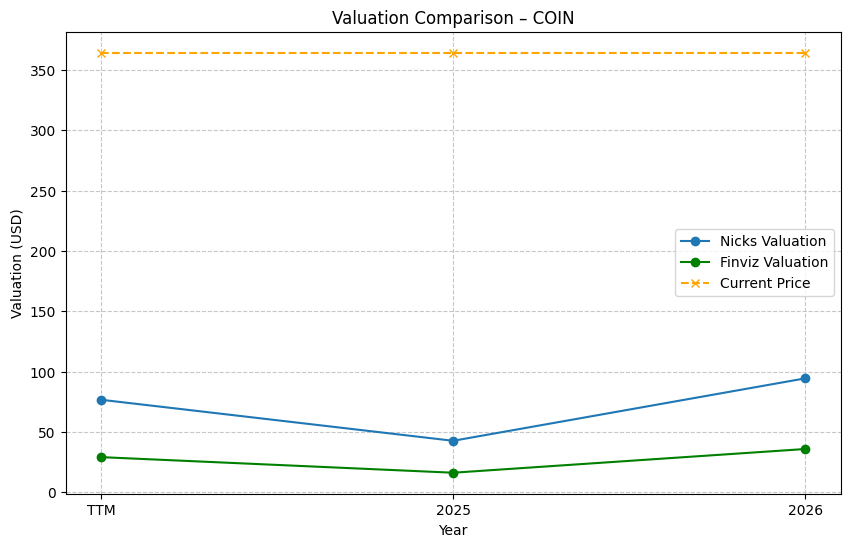 Valuation Comparison – COIN
Valuation (USD)
350
300
250
200
150
100
50
0
Nicks Valuation
Finviz Valuation
Current Price
TTM
2025
2026
Year